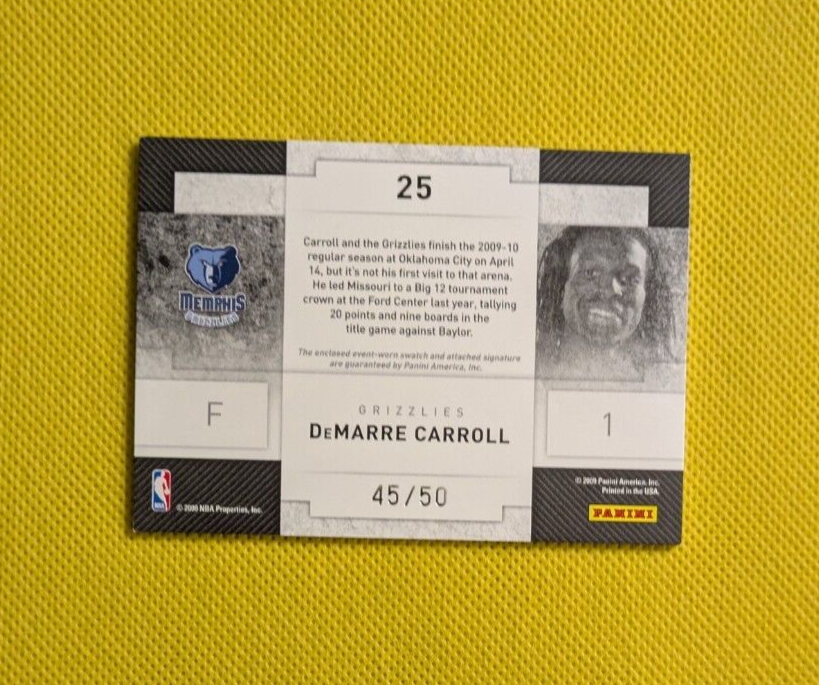 25
Carroll and the Grizzlies finish the 2009-10
regular season at Oklahoma City on April
14, but it's not his first visit to that arena.
He led Missouri to a Big 12 tournament
crown at the Ford Center last year, tallying
20 points and nine boards in the
title game against Baylor.
The enclosed event-worn swatch and attached signature
are guaranteed by Panini America, Inc.
MEMPHIS
GRIZZLIES
F
GRIZZLIES
DEMARRE CARROLL
1
45/50
NBA
© 2009 NBA Properties, Inc.
© 2009 Panini America, Inc.
Printed in the USA.
PANINI